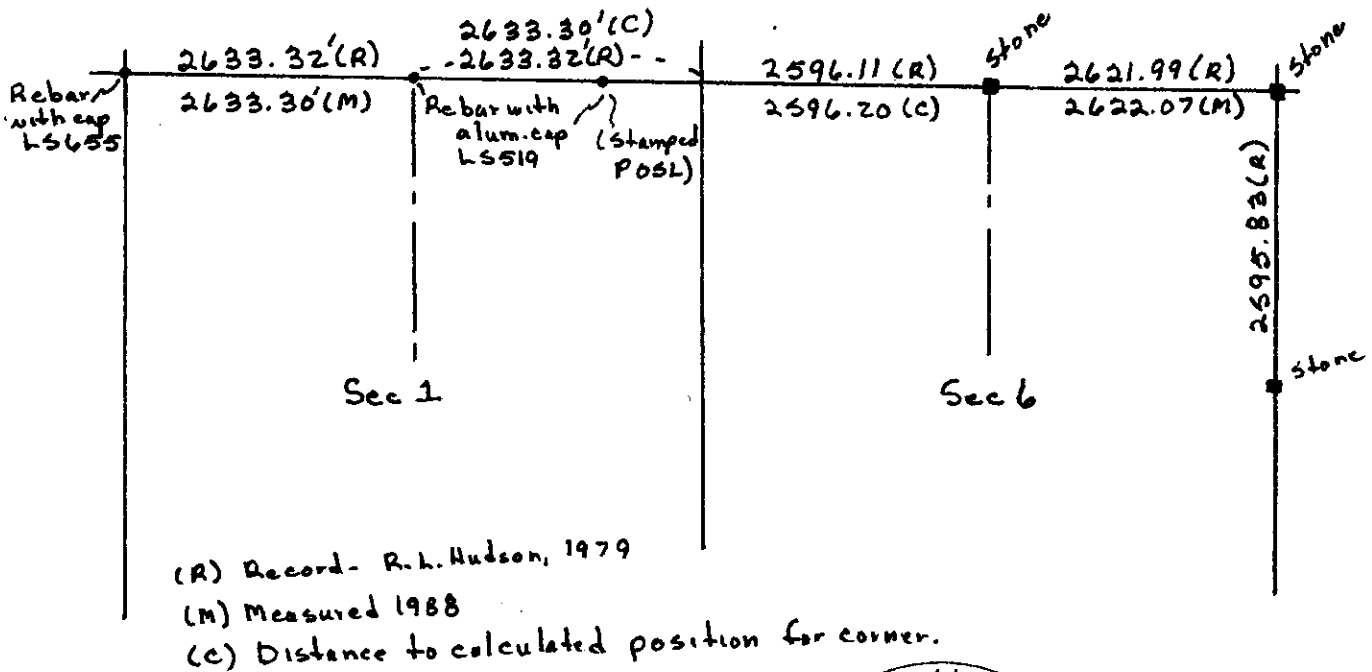 2633.30'(C)
2633.32'(R)
- -2633.32'(R)- -
2596.11 (R)
stone
2621.99(R)
stone
Rebar
with cap
LS655
2633.30'(M)
Rebar with
alum. cap
LS519
(Stamped
POSL)
2596.20 (C)
2622.07(M)
2595.83(R)
stone
Sec 1
Sec 6
(R) Record- R.L. Hudson, 1979
(M) Measured 1988
(C) Distance to calculated position for corner.